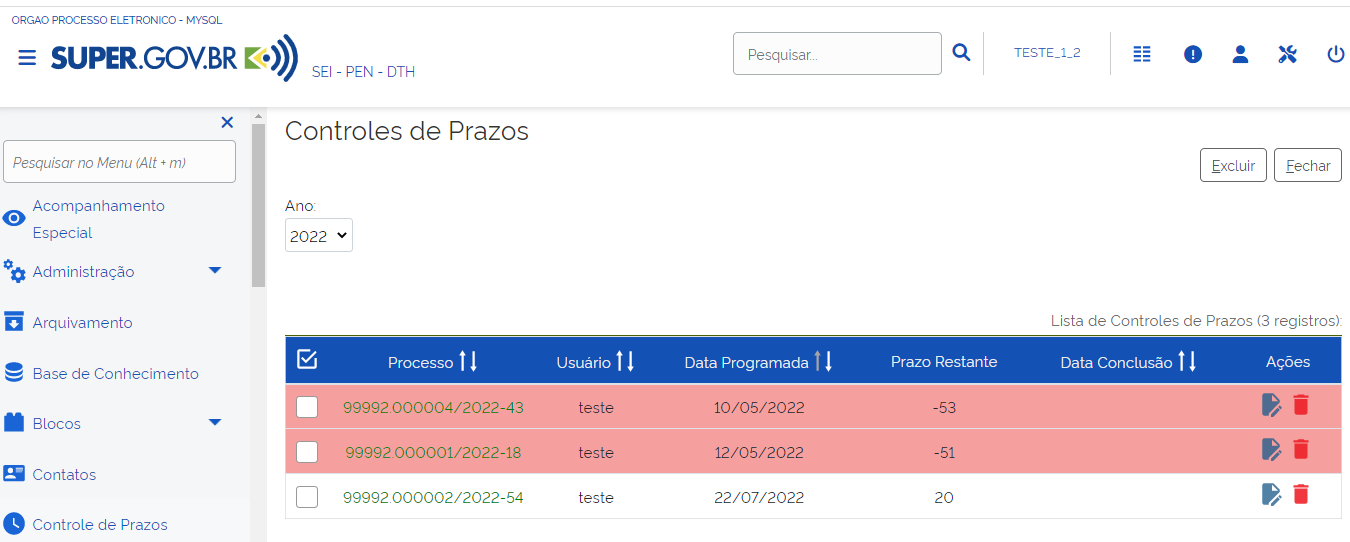 ORGAO PROCESSO ELETRONICO - MYSQL
SUPER.GOV.BR
SEI - PEN - DTH
Pesquisar...
TESTE_1_2
Pesquisar no Menu (Alt + m)
Acompanhamento
Especial
Administração
Arquivamento
Base de Conhecimento
Blocos
Contatos
Controle de Prazos
Controles de Prazos
Excluir Fechar
Ano:
2022
Lista de Controles de Prazos (3 registros):
Processo Usuário Data Programada Prazo Restante Data Conclusão Ações
99992.000004/2022-43 teste 10/05/2022 -53
99992.000001/2022-18 teste 12/05/2022 -51
99992.000002/2022-54 teste 22/07/2022 20